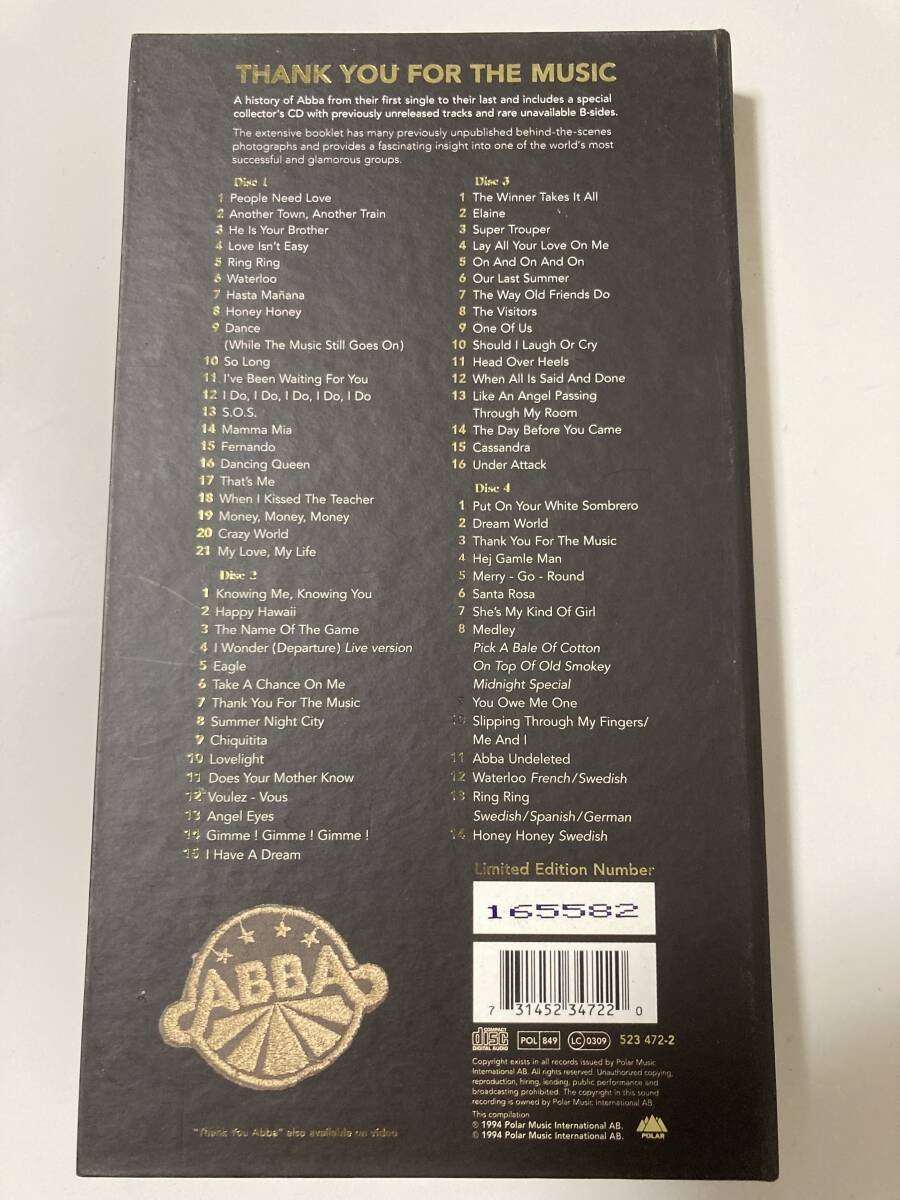 THANK YOU FOR THE MUSIC
A history of Abba from their first single to their last and includes a special
collector's CD with previously unreleased tracks and rare unavailable B-sides.
The extensive booklet has many previously unpublished behind-the-scenes
photographs and provides a fascinating insight into one of the world's most
successful and glamorous groups.
Disc 1
1 People Need Love
2 Another Town, Another Train
3 He Is Your Brother
4 Love Isn't Easy
5 Ring Ring
6 Waterloo
7 Hasta Mañana
8 Honey Honey
9 Dance
(While The Music Still Goes On)
10 So Long
11 I've Been Waiting For You
12 I Do, I Do, I Do, I Do, I Do
13 S.O.S.
14 Mamma Mia
15 Fernando
16 Dancing Queen
17 That's Me
18 When I Kissed The Teacher
19 Money, Money, Money
20 Crazy World
21 My Love, My Life
Disc 2
1 Knowing Me, Knowing You
2 Happy Hawaii
3 The Name Of The Game
4 I Wonder (Departure) Live version
5 Eagle
6 Take A Chance On Me
7 Thank You For The Music
8 Summer Night City
9 Chiquitita
10 Lovelight
11 Does Your Mother Know
12 Voulez - Vous
13 Angel Eyes
14 Gimme ! Gimme ! Gimme !
15 I Have A Dream
Disc 3
1 The Winner Takes It All
2 Elaine
3 Super Trouper
4 Lay All Your Love On Me
5 On And On And On
6 Our Last Summer
7 The Way Old Friends Do
8 The Visitors
9 One Of Us
10 Should I Laugh Or Cry
11 Head Over Heels
12 When All Is Said And Done
13 Like An Angel Passing
Through My Room
14 The Day Before You Came
15 Cassandra
16 Under Attack
Disc 4
1 Put On Your White Sombrero
2 Dream World
3 Thank You For The Music
4 Hej Gamle Man
5 Merry - Go - Round
6 Santa Rosa
7 She's My Kind Of Girl
8 Medley
Pick A Bale Of Cotton
On Top Of Old Smokey
Midnight Special
9 You Owe Me One
10 Slipping Through My Fingers/
Me And I
11 Abba Undeleted
12 Waterloo French/Swedish
13 Ring Ring
Swedish/Spanish/German
14 Honey Honey Swedish
Limited Edition Number
165582
7 31452 34722 0
COMPACT
disc
DIGITAL AUDIO
POL 849
LC 0309
523 472-2
Copyright exists in all records issued by Polar Music
International AB. All rights reserved. Unauthorized copying,
reproduction, hiring, lending, public performance and
broadcasting prohibited. The copyright in this sound
recording is owned by Polar Music International AB.
This compilation
℗ 1994 Polar Music International AB.
© 1994 Polar Music International AB.
POLAR
ABBA
"Thank You Abba" also available on video